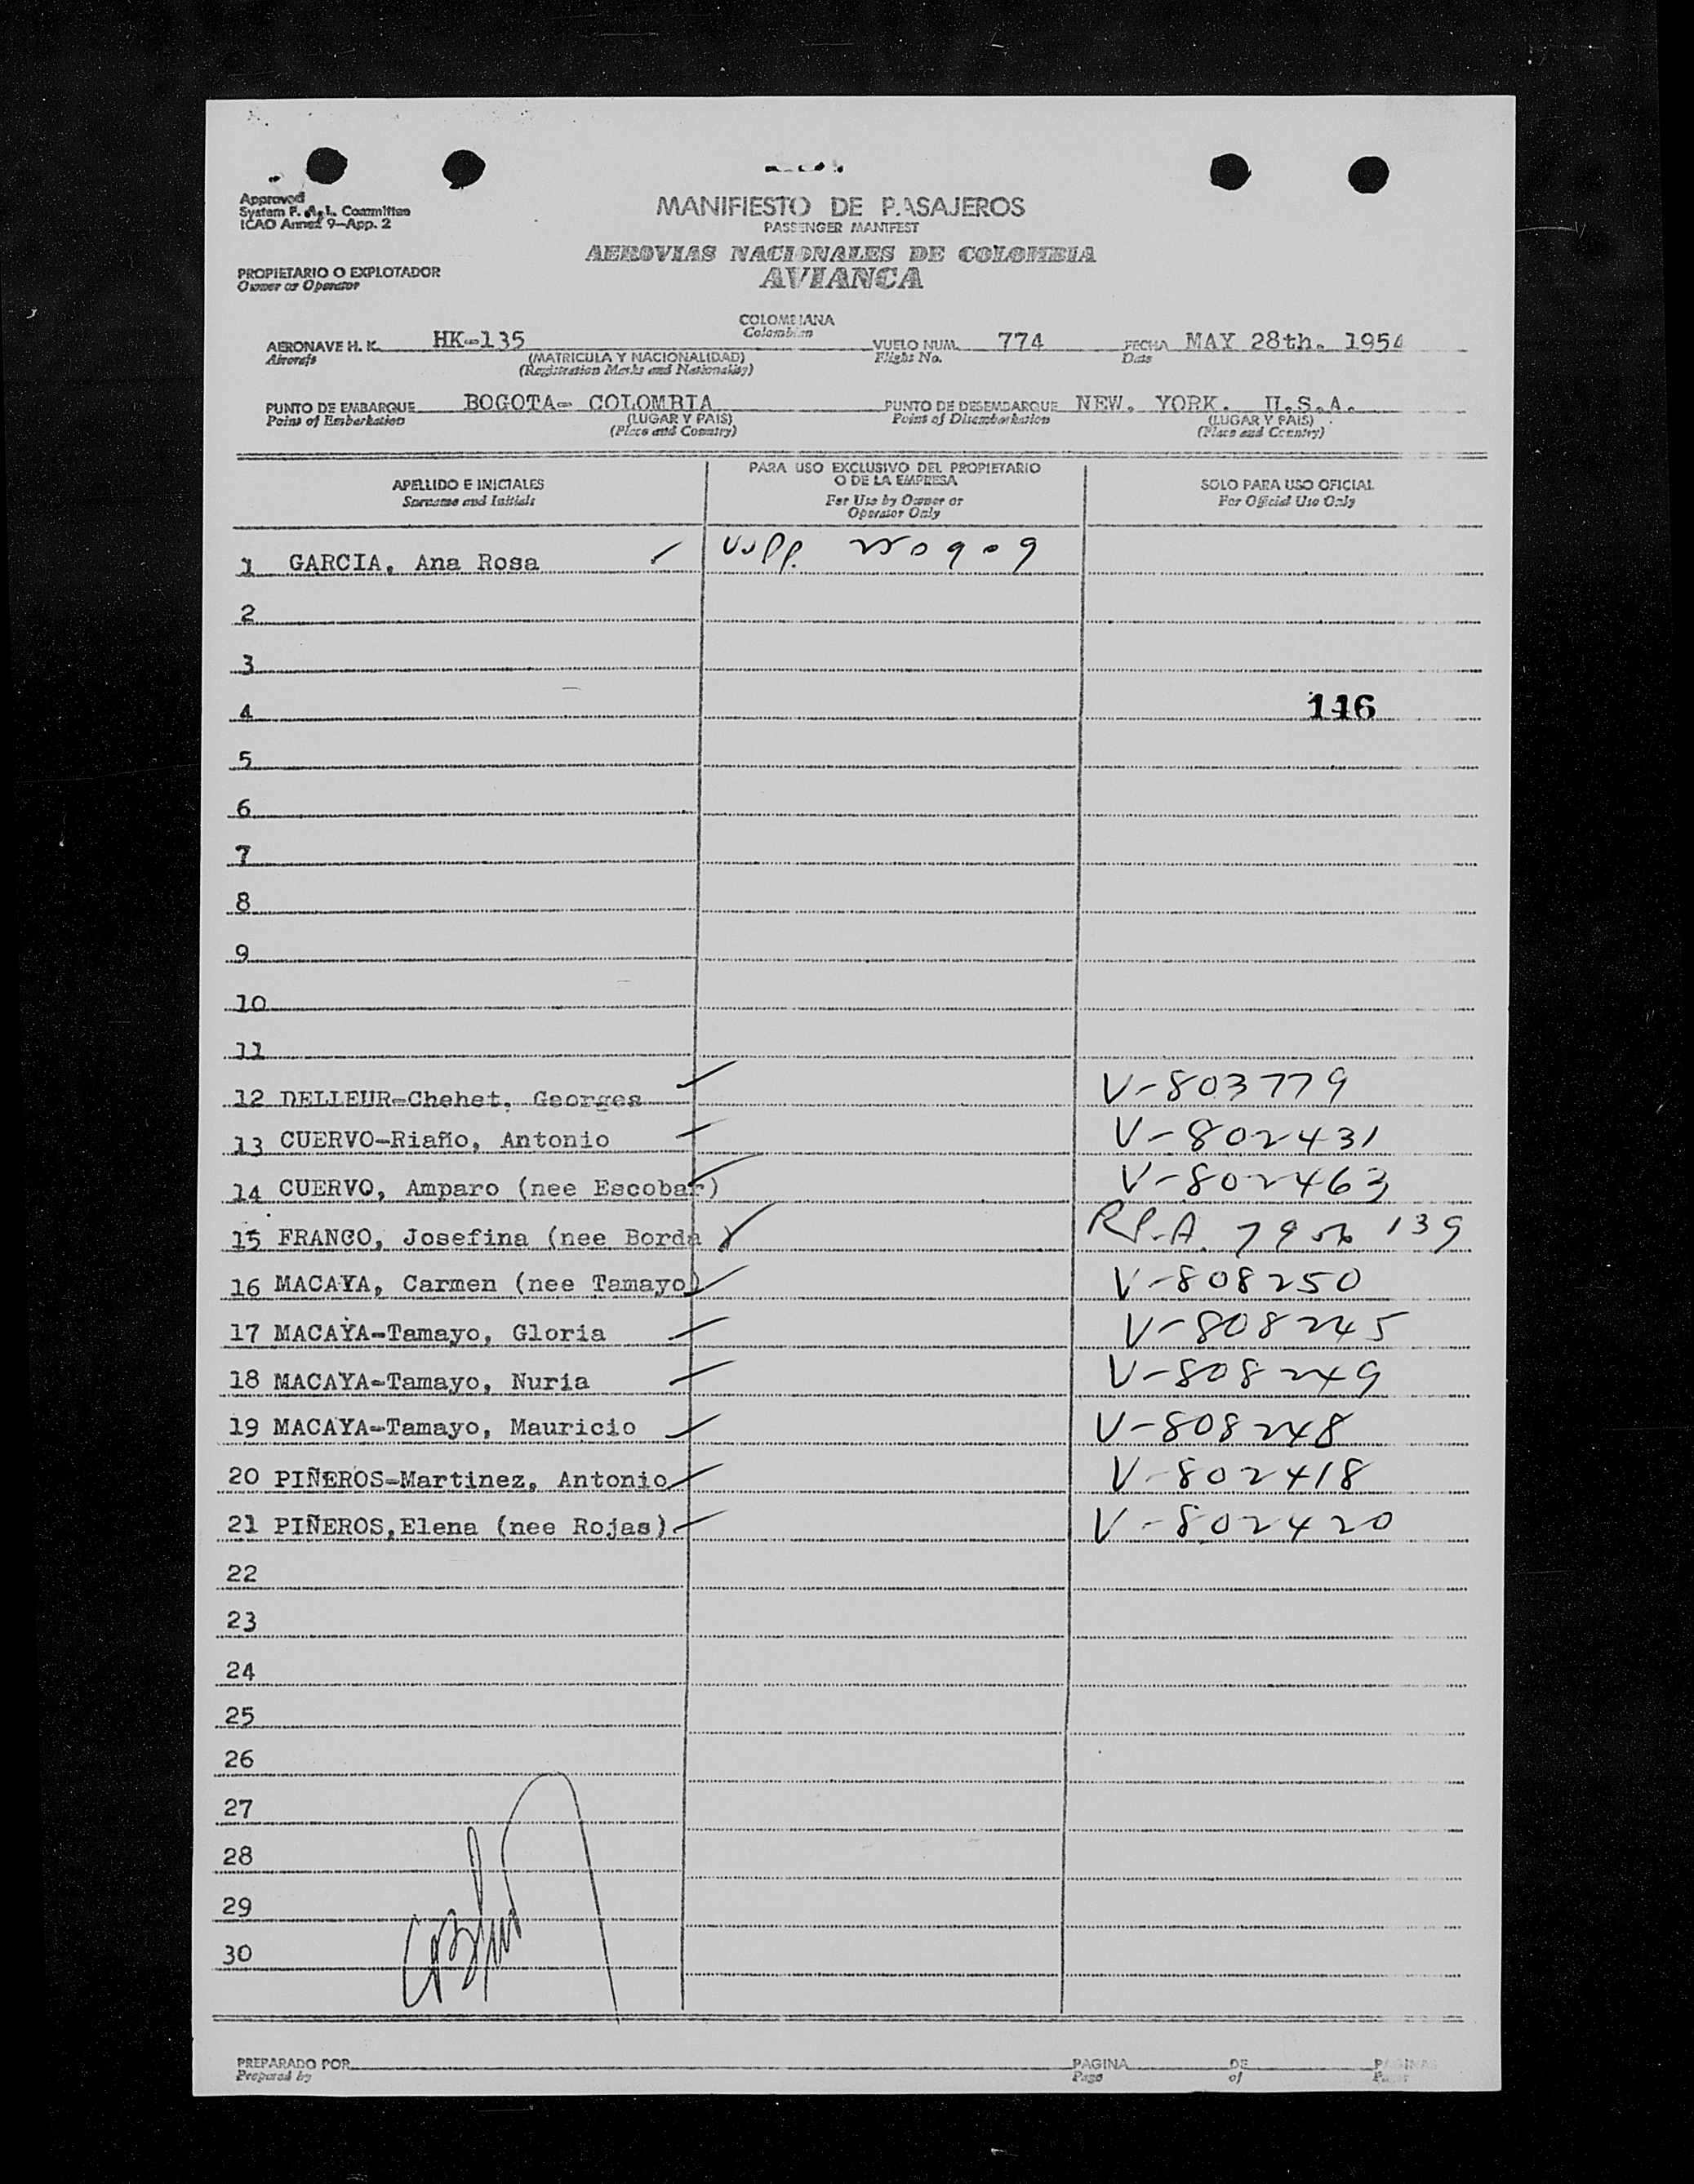 Approved
System F. A. L. Committee
ICAO Annex 9-App. 2
MANIFIESTO DE PASAJEROS
PASSENGER MANIFEST
AEROVIAS NACIONALES DE COLOMBIA
AVIANCA
PROPIETARIO O EXPLOTADOR
Owner or Operator
COLOMBIANA
Colombian
AERONAVE H. K. HK-135 VUELO NUM. 774 FECHA MAY 28th. 1954
Aircraft (MATRICULA Y NACIONALIDAD) Flight No. Date
(Registration Marks and Nationality)
PUNTO DE EMBARQUE BOGOTA- COLOMBIA PUNTO DE DESEMBARQUE NEW. YORK. U.S.A.
Point of Embarkation (LUGAR Y PAIS) Point of Disembarkation (LUGAR Y PAIS)
(Place and Country) (Place and Country)
APELLIDO E INICIALES
Surname and Initials
PARA USO EXCLUSIVO DEL PROPIETARIO
O DE LA EMPRESA
For Use by Owner or
Operator Only
SOLO PARA USO OFICIAL
For Official Use Only
1 GARCIA, Ana Rosa
2
3
4 116
5
6
7
8
9
10
11
12 DELLEUR-Chehet, Georges V-803779
13 CUERVO-Riaño, Antonio V-802431
14 CUERVO, Amparo (nee Escobar) V-802463
15 FRANCO, Josefina (nee Borda 139
16 MACAYA, Carmen (nee Tamayo) V-808250
17 MACAYA-Tamayo, Gloria V-808245
18 MACAYA-Tamayo, Nuria V-808249
19 MACAYA-Tamayo, Mauricio V-808248
20 PIÑEROS-Martinez, Antonio V-802418
21 PIÑEROS,Elena (nee Rojas) V-802420
22
23
24
25
26
27
28
29
30
PREPARADO POR PAGINA DE PAGINAS
Prepared by Page of